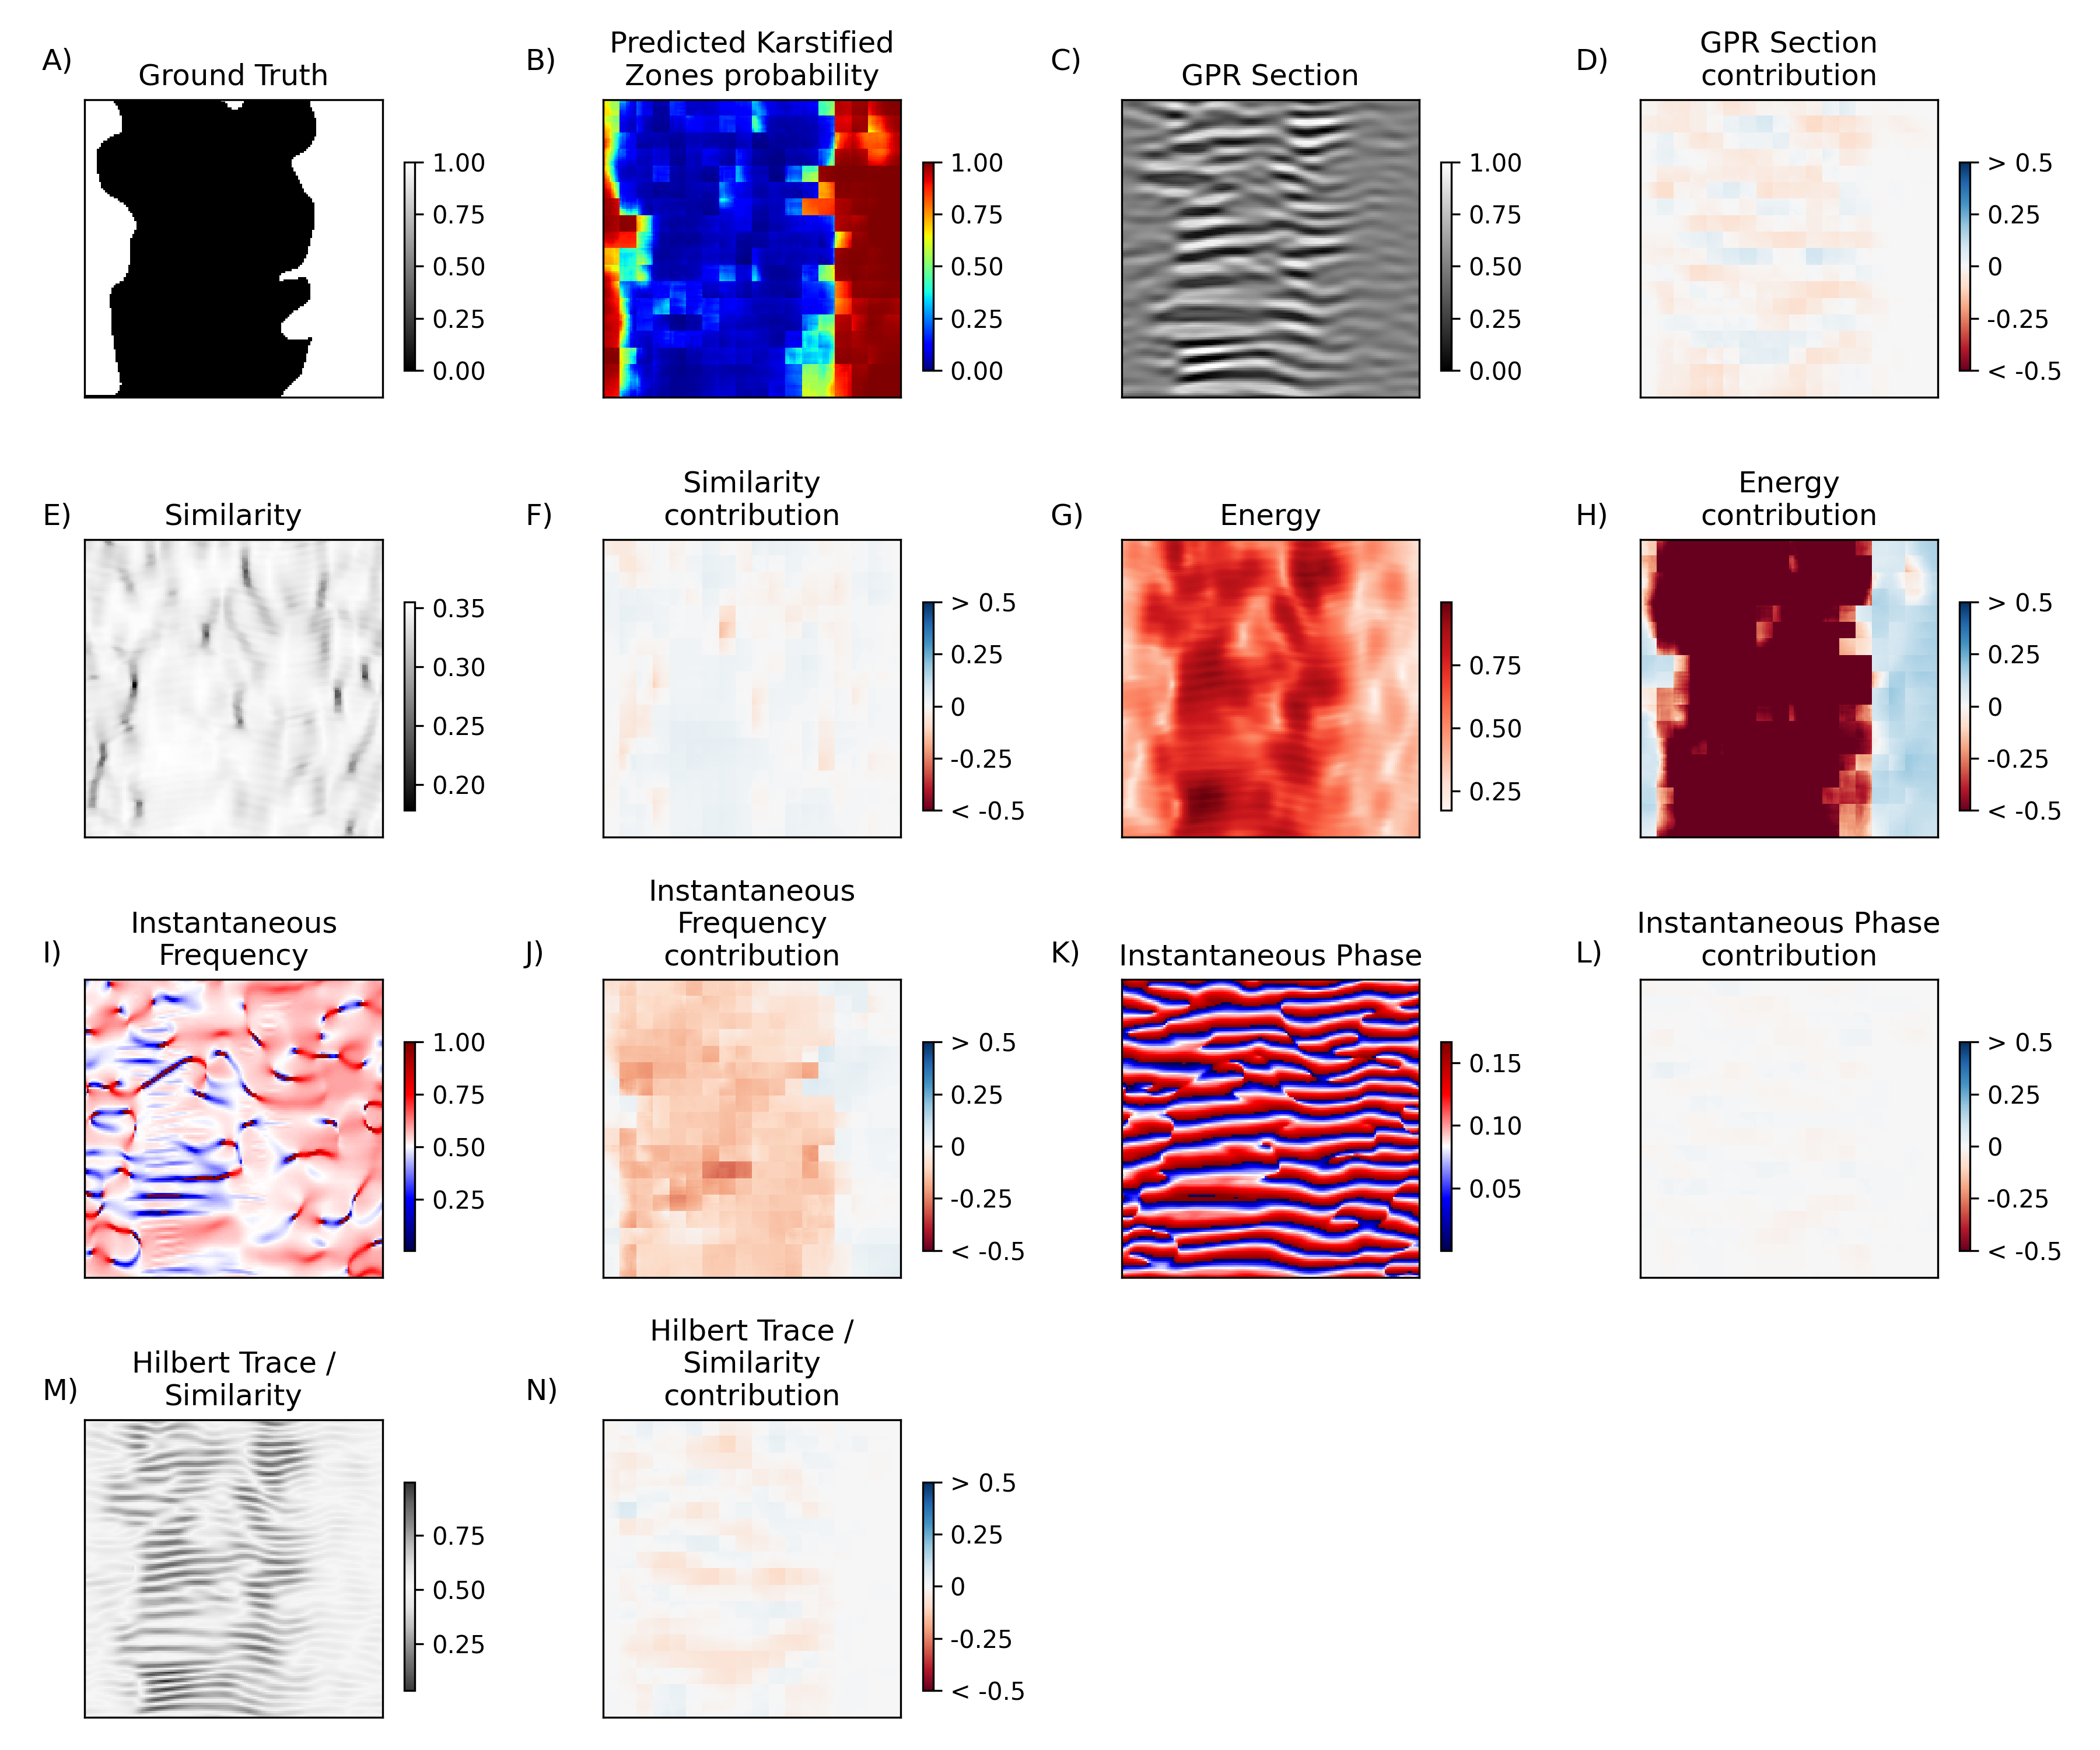 A)
Ground Truth
1.00
0.75
0.50
0.25
0.00
B)
Predicted Karstified
Zones probability
1.00
0.75
0.50
0.25
0.00
C)
GPR Section
1.00
0.75
0.50
0.25
0.00
D)
GPR Section
contribution
> 0.5
0.25
0
-0.25
< -0.5
E)
Similarity
0.35
0.30
0.25
0.20
F)
Similarity
contribution
> 0.5
0.25
0
-0.25
< -0.5
G)
Energy
0.75
0.50
0.25
H)
Energy
contribution
> 0.5
0.25
0
-0.25
< -0.5
I)
Instantaneous
Frequency
1.00
0.75
0.50
0.25
J)
Instantaneous
Frequency
contribution
> 0.5
0.25
0
-0.25
< -0.5
K)
Instantaneous Phase
0.15
0.10
0.05
L)
Instantaneous Phase
contribution
> 0.5
0.25
0
-0.25
< -0.5
M)
Hilbert Trace /
Similarity
0.75
0.50
0.25
N)
Hilbert Trace /
Similarity
contribution
> 0.5
0.25
0
-0.25
< -0.5